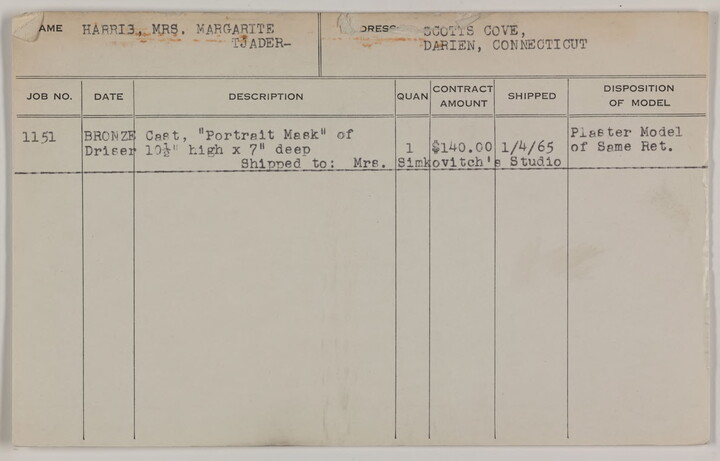 AME HARRIS, MRS. MARGARITE
TJADER-
DRESS SCOTTS COVE,
DARIEN, CONNECTICUT
JOB NO. DATE DESCRIPTION QUAN CONTRACT AMOUNT SHIPPED DISPOSITION OF MODEL
1151 BRONZE Cast, "Portrait Mask" of Plaster Model
Driser 10½" high x 7" deep 1 $140.00 1/4/65 of Same Ret.
Shipped to: Mrs. Simkovitch's Studio